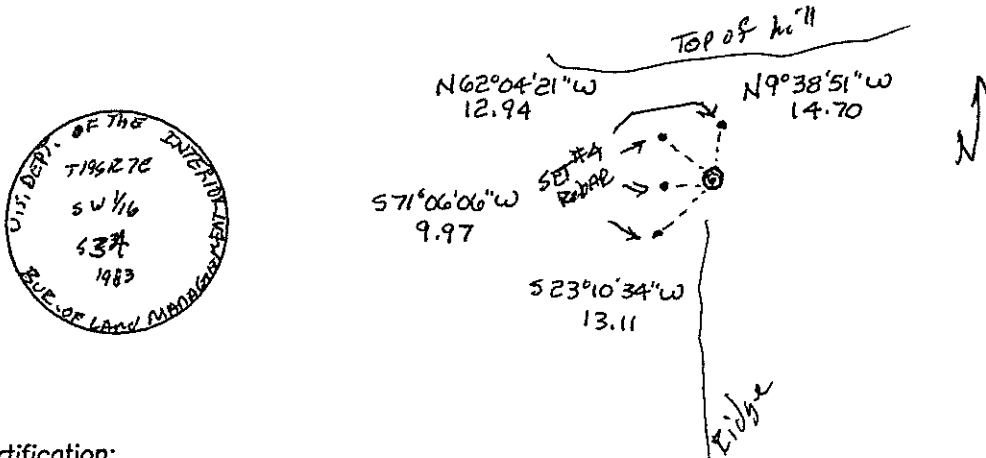 Top of hill
N62°04'21"W
12.94
N9°38'51"W
14.70
N
U.S. DEPT. OF THE INTERIOR
T19S R7E
SW 1/16
S34
1983
BUR. OF LAND MANAGEMENT
SET #4
RebAR
S71°06'06"W
9.97
S23°10'34"W
13.11
Ridge
rtification: